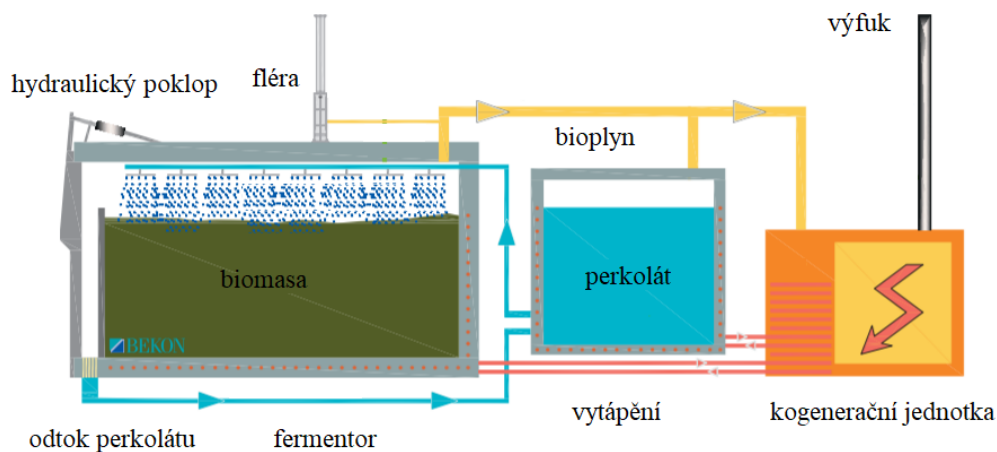 výfuk
hydraulický poklop
fléra
bioplyn
biomasa
perkolát
BEKON
vytápění
kogenerační jednotka
odtok perkolátu
fermentor